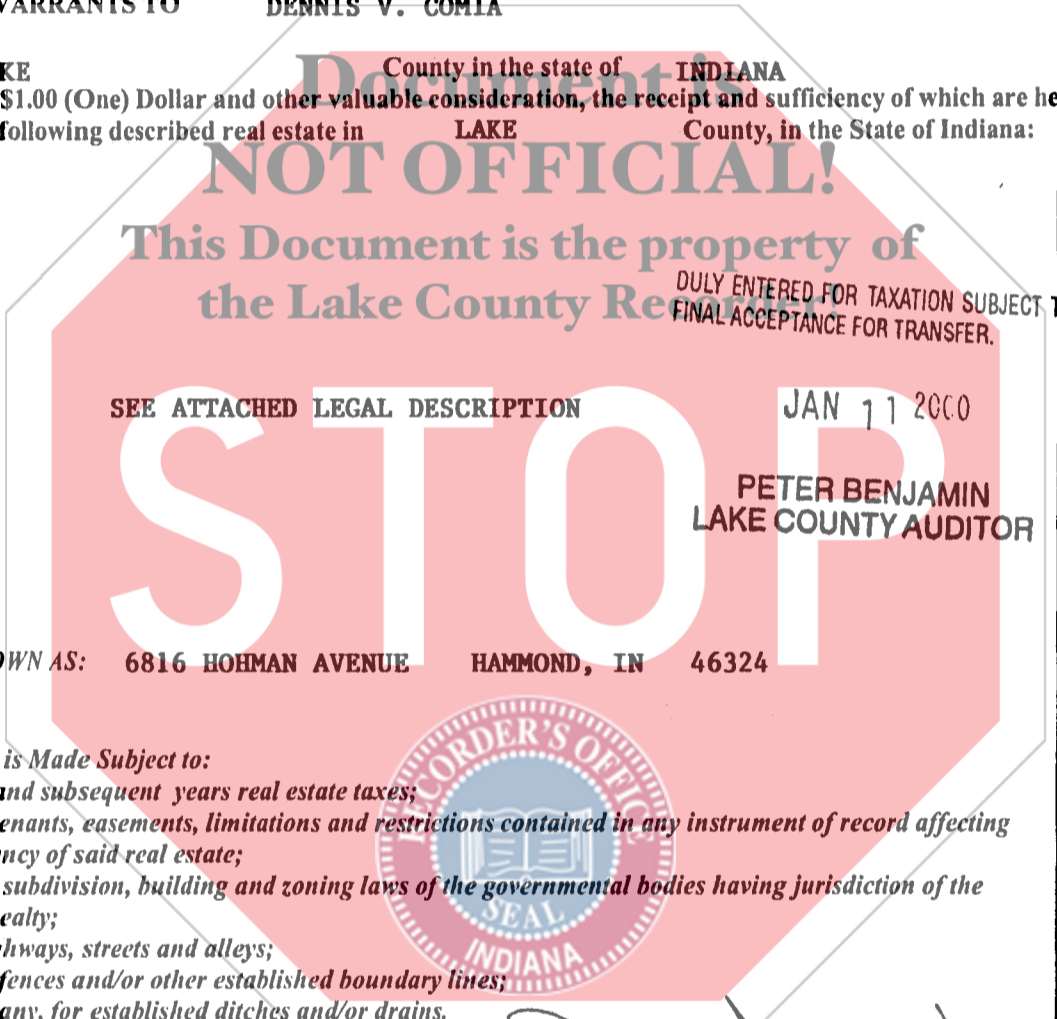 WARRANTS TO DENNIS V. COMIA
KE County in the state of INDIANA
$1.00 (One) Dollar and other valuable consideration, the receipt and sufficiency of which are he
following described real estate in LAKE County, in the State of Indiana:
Document is
NOT OFFICIAL!
This Document is the property of
the Lake County Recorder!
DULY ENTERED FOR TAXATION SUBJECT T
FINAL ACCEPTANCE FOR TRANSFER.
SEE ATTACHED LEGAL DESCRIPTION
JAN 11 2000
STOP
PETER BENJAMIN
LAKE COUNTY AUDITOR
OWN AS: 6816 HOHMAN AVENUE HAMMOND, IN 46324
is Made Subject to:
and subsequent years real estate taxes;
enants, easements, limitations and restrictions contained in any instrument of record affecting
ncy of said real estate;
subdivision, building and zoning laws of the governmental bodies having jurisdiction of the
ealty;
hways, streets and alleys;
fences and/or other established boundary lines;
any, for established ditches and/or drains.
RECORDER'S OFFICE
SEAL
INDIANA